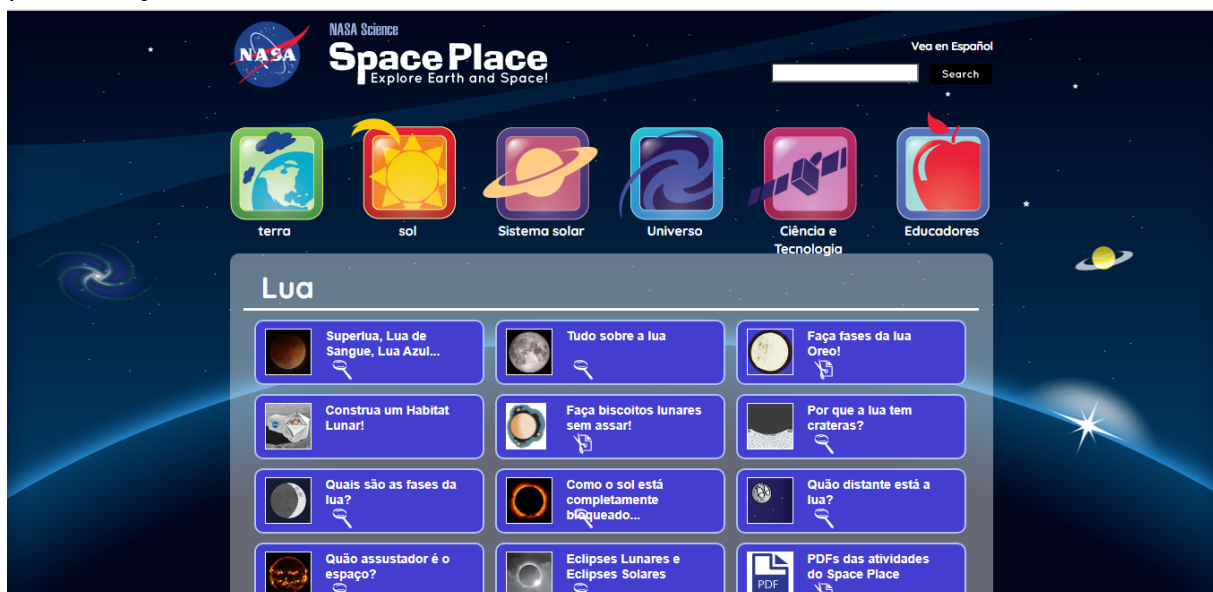 NASA
NASA Science
Space Place
Explore Earth and Space!
Vea en Español
Search
terra
sol
Sistema solar
Universo
Ciência e
Tecnologia
Educadores
Lua
Superlua, Lua de
Sangue, Lua Azul...
Tudo sobre a lua
Faça fases da lua
Oreo!
Construa um Habitat
Lunar!
Faça biscoitos lunares
sem assar!
Por que a lua tem
crateras?
Quais são as fases da
lua?
Como o sol está
completamente
bloqueado...
Quão distante está a
lua?
Quão assustador é o
espaço?
Eclipses Lunares e
Eclipses Solares
PDF
PDFs das atividades
do Space Place